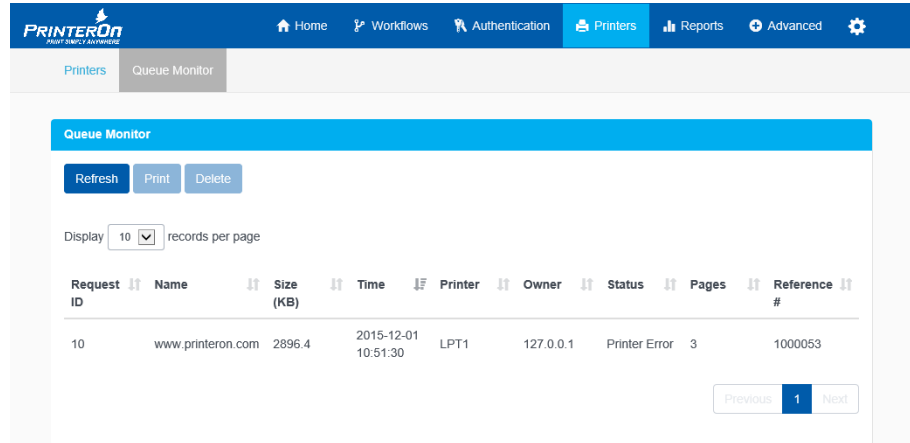 PRINTERON
PRINT SIMPLY ANYWHERE
Home Workflows Authentication Printers Reports Advanced
Printers Queue Monitor
Queue Monitor
Refresh Print Delete
Display 10 records per page
Request ID Name Size (KB) Time Printer Owner Status Pages Reference #
10 www.printeron.com 2896.4 2015-12-01 10:51:30 LPT1 127.0.0.1 Printer Error 3 1000053
Previous 1 Next